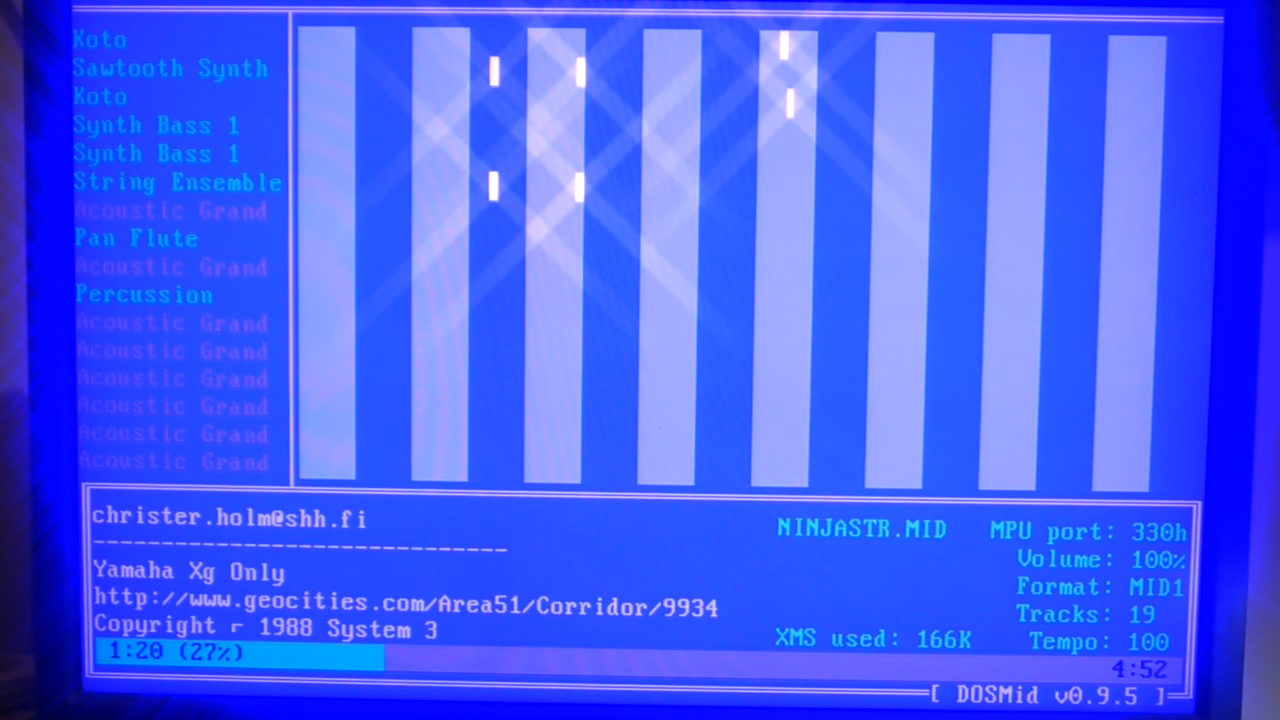 Koto
Sawtooth Synth
Koto
Synth Bass 1
Synth Bass 1
String Ensemble
Acoustic Grand
Pan Flute
Acoustic Grand
Percussion
Acoustic Grand
Acoustic Grand
Acoustic Grand
Acoustic Grand
Acoustic Grand
Acoustic Grand
christer.holm@shh.fi
-------------------------------
Yamaha Xg Only
http://www.geocities.com/Area51/Corridor/9934
Copyright ⌐ 1988 System 3
NINJASTR.MID
XMS used: 166K
MPU port: 330h
Volume: 100%
Format: MID1
Tracks: 19
Tempo: 100
1:20 (27%)
4:52
[ DOSMid v0.9.5 ]